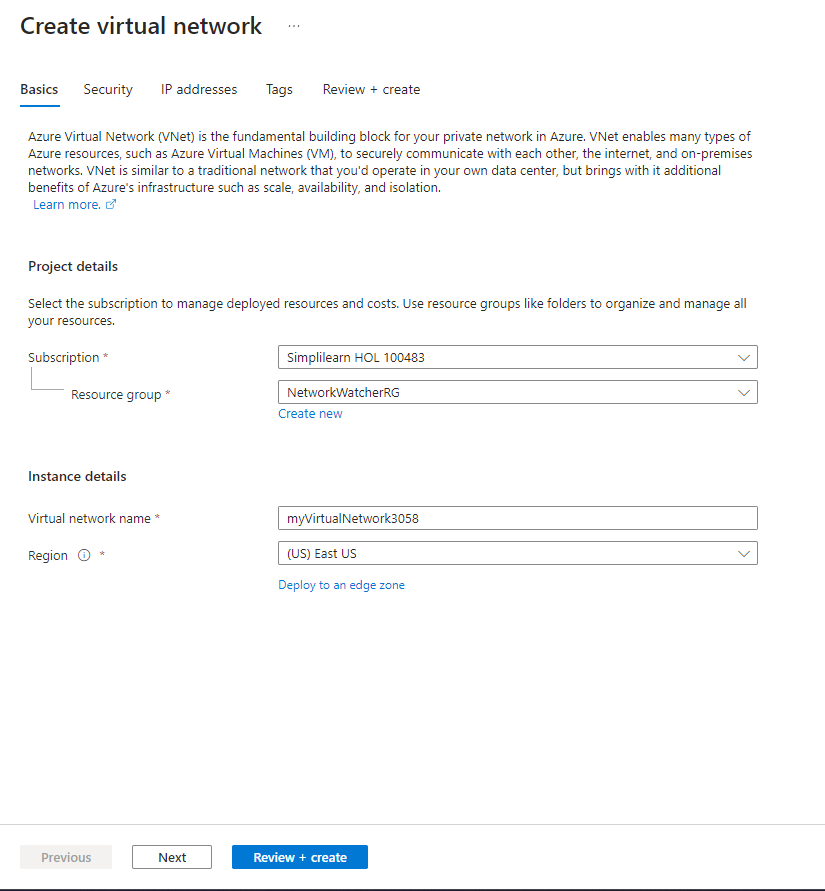 Create virtual network ...
Basics Security IP addresses Tags Review + create
Azure Virtual Network (VNet) is the fundamental building block for your private network in Azure. VNet enables many types of
Azure resources, such as Azure Virtual Machines (VM), to securely communicate with each other, the internet, and on-premises
networks. VNet is similar to a traditional network that you'd operate in your own data center, but brings with it additional
benefits of Azure's infrastructure such as scale, availability, and isolation.
Learn more.
Project details
Select the subscription to manage deployed resources and costs. Use resource groups like folders to organize and manage all
your resources.
Subscription * Simplilearn HOL 100483
Resource group * NetworkWatcherRG
Create new
Instance details
Virtual network name * myVirtualNetwork3058
Region * (US) East US
Deploy to an edge zone
Previous Next Review + create